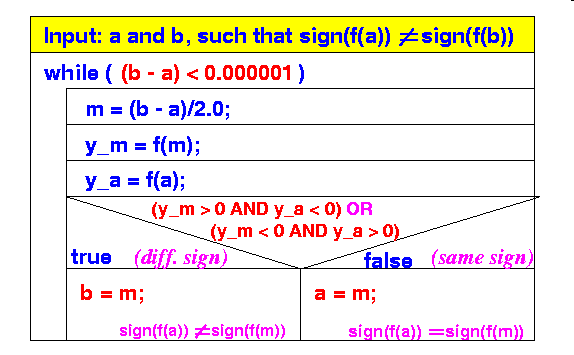 Input: a and b, such that sign(f(a)) ≠sign(f(b))
while ( (b - a) < 0.000001 )
m = (b - a)/2.0;
y_m = f(m);
y_a = f(a);
(y_m > 0 AND y_a < 0) OR
(y_m < 0 AND y_a > 0)
true (diff. sign) false (same sign)
b = m; a = m;
sign(f(a)) ≠sign(f(m)) sign(f(a)) =sign(f(m))